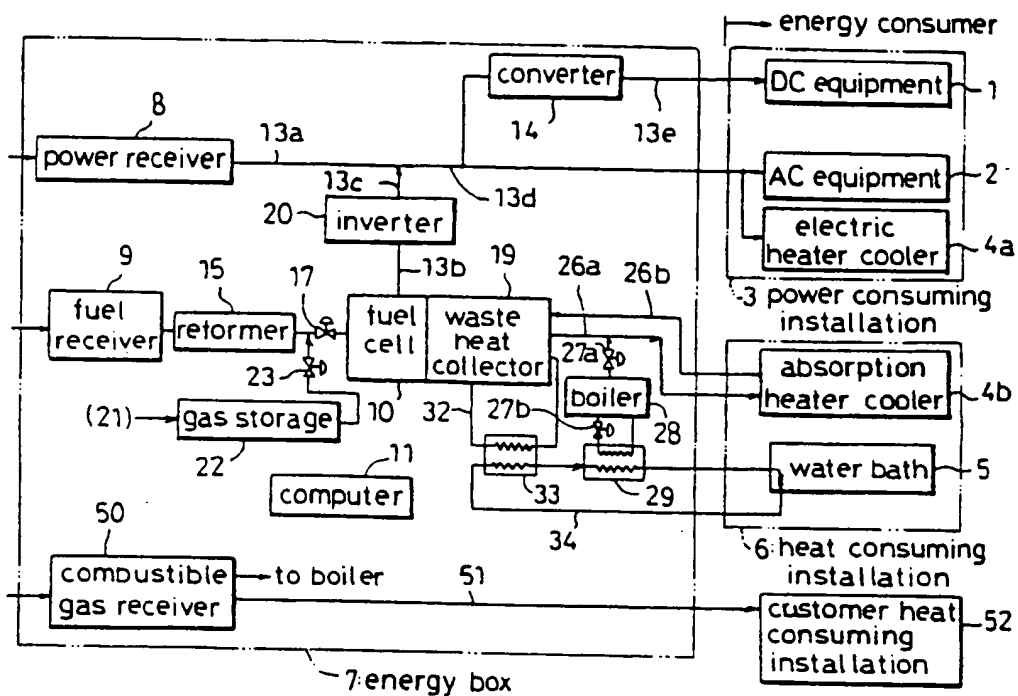 energy consumer
converter
14
13e
DC equipment
1
8
power receiver
13a
13c
13d
AC equipment
2
20
inverter
electric
heater cooler
4a
13b
3 power consuming
installation
9
fuel
receiver
15
retormer
17
fuel
cell
10
19
waste
heat
collector
26a
26b
27a
absorption
heater cooler
4b
23
(21)
gas storage
22
32
27b
boiler
28
11
computer
33
29
34
water bath
5
6: heat consuming
installation
50
combustible
gas receiver
to boiler
51
customer heat
consuming
installation
52
7: energy box